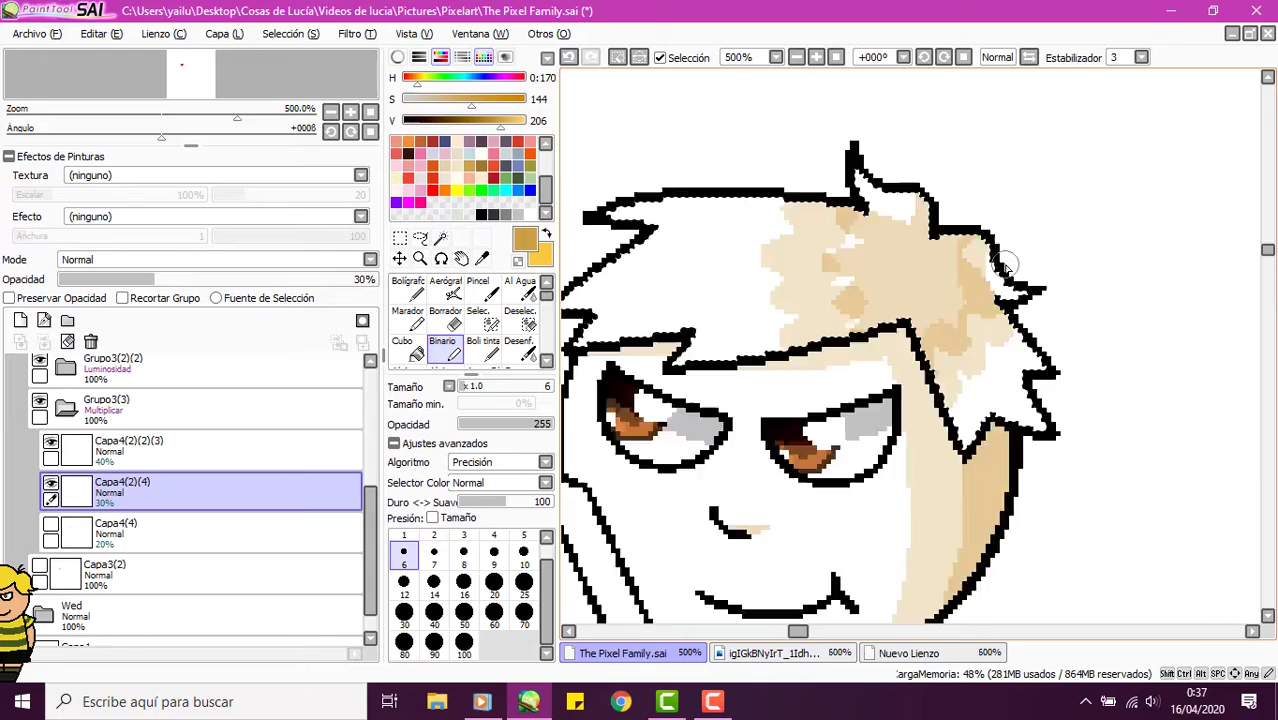 PaintTool SAI C:\Users\yailu\Desktop\Cosas de Lucía\Videos de lucia\Pictures\Pixelart\The Pixel Family.sai (*)
Archivo (F) Editar (E) Lienzo (C) Capa (L) Selección (S) Filtro (T) Vista (V) Ventana (W) Otros (O)
Selección 500% +000° Normal Estabilizador 3
H 0:170
S 144
V 206
Zoom 500.0%
Ángulo +000º
Efectos de Pinturas
Textura (ninguno)
Escalar 100% 20
Efecto (ninguno)
Anchura 1 100
Modo Normal
Opacidad 30%
Preservar Opacidad Recortar Grupo Fuente de Selección
Grupo3(2)(2)
Luminosidad
100%
Grupo3(3)
Multiplicar
100%
Capa4(2)(2)(3)
Normal
40%
Capa4(2)(4)
Normal
30%
Capa4(4)
Normal
20%
Capa3(2)
Normal
100%
Wed
Normal
100%
Bolígrafc Aerógraf Pincel Al Agua
Marador Borrador Selec. Deselec.
Cubo Binario Boli tinta Desenf.
Tamaño x 1.0 6
Tamaño min. 0%
Opacidad 255
Ajustes avanzados
Algoritmo Precisión
Selector Color Normal
Duro <-> Suave 100
Presión: Tamaño
1 2 3 4 5
6 7 8 9 10
12 14 16 20 25
30 40 50 60 70
80 90 100
The Pixel Family.sai 500% igIGkBNyIrT_1Idh... 600% Nuevo Lienzo 600%
CargaMemoria: 48% (281MB usados / 864MB reservados) Shift Ctrl Alt SPC Any
Escribe aquí para buscar
0:37
16/04/2020